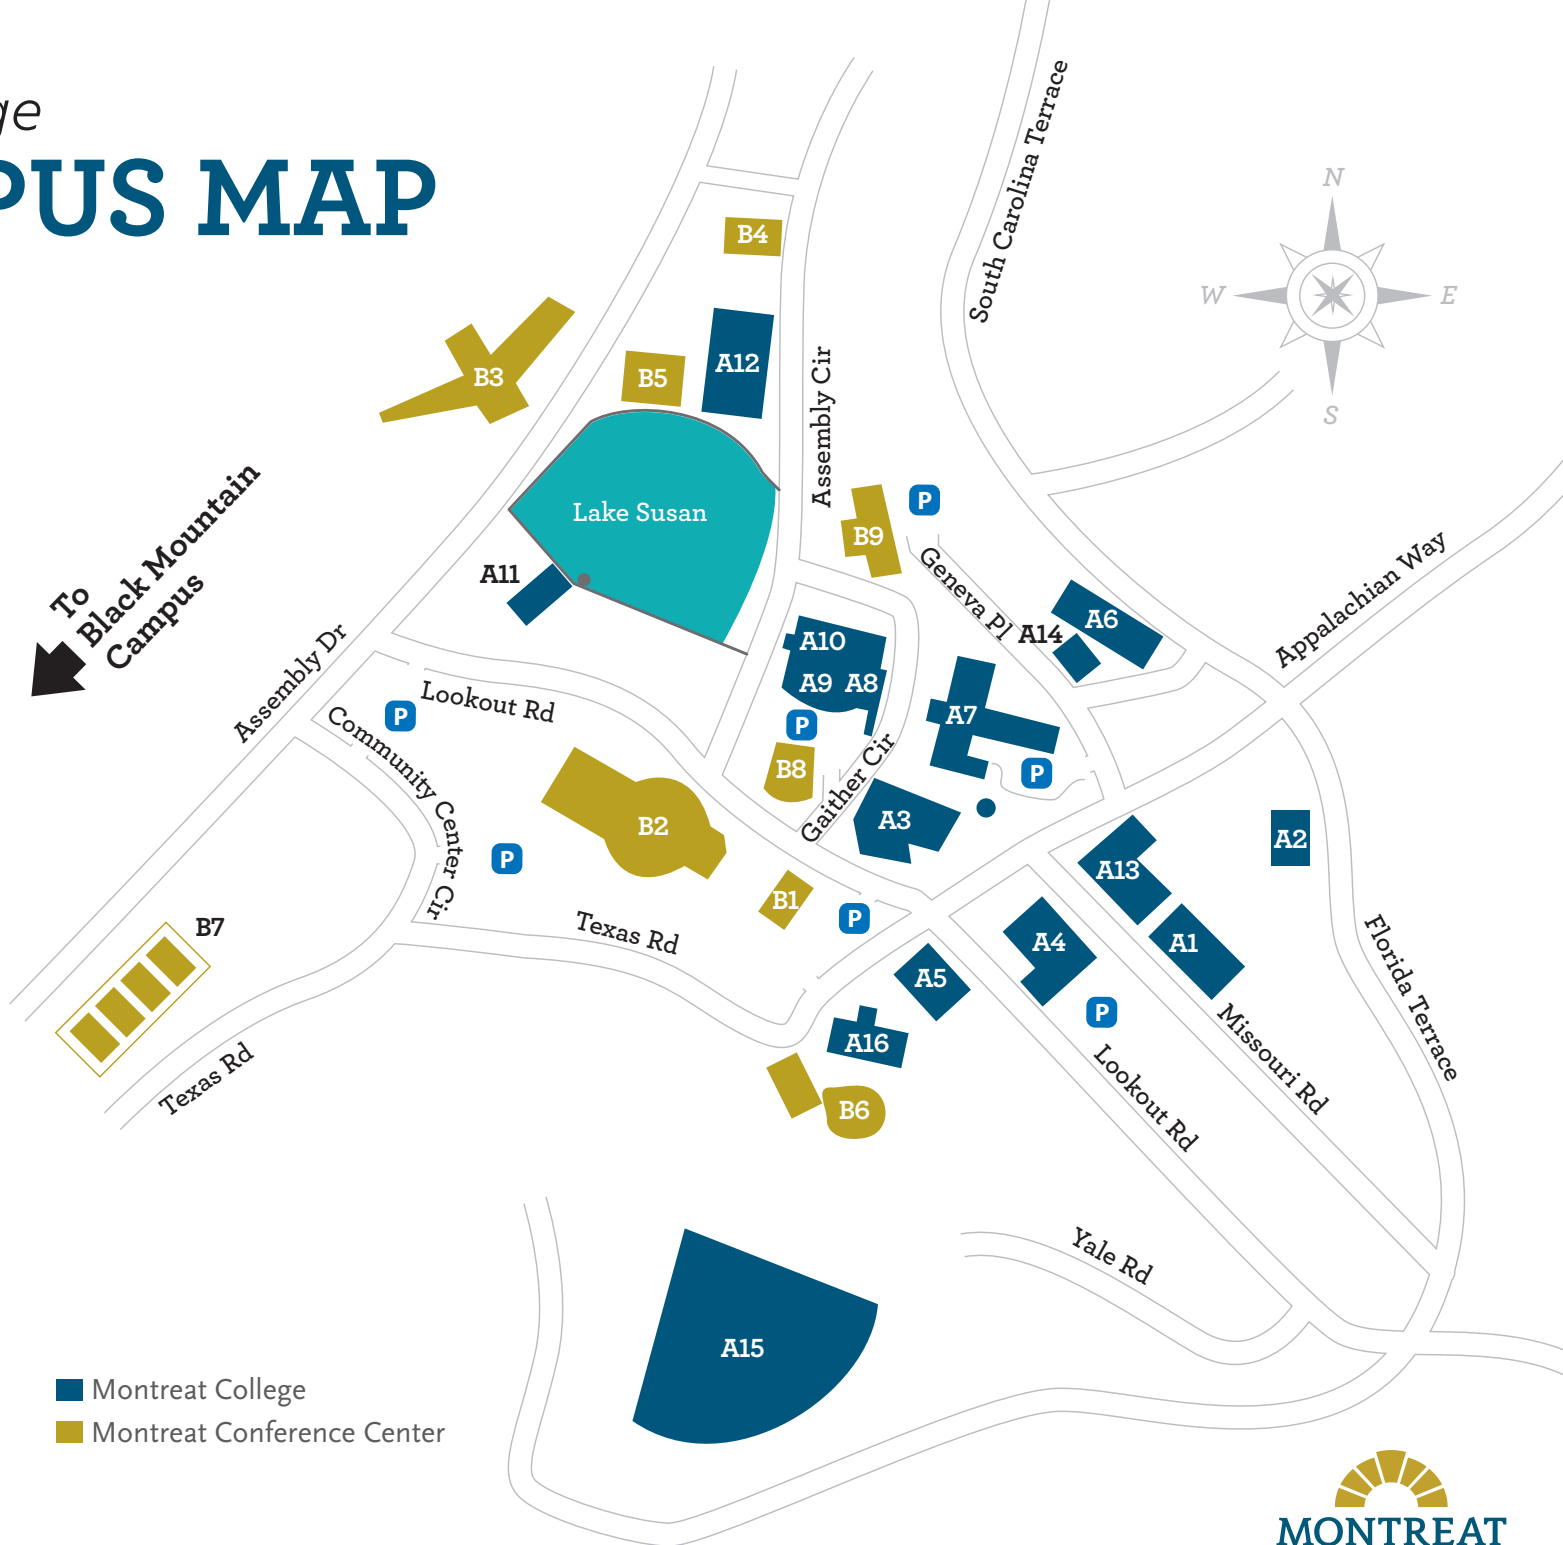 ge
PUS MAP
N
W
E
S
South Carolina Terrace
B4
B3
B5
A12
Assembly Cir
Lake Susan
B9
P
Geneva Pl
To
Black Mountain
Campus
A11
A6
A14
Appalachian Way
Assembly Dr
Lookout Rd
P
A10
A9
A8
P
A7
P
Community Center Cir
B8
Gaither Cir
B2
A3
A2
P
A13
B1
P
Texas Rd
A4
A1
B7
A5
P
Florida Terrace
A16
Missouri Rd
Lookout Rd
Texas Rd
B6
Yale Rd
A15
Montreat College
Montreat Conference Center
MONTREAT